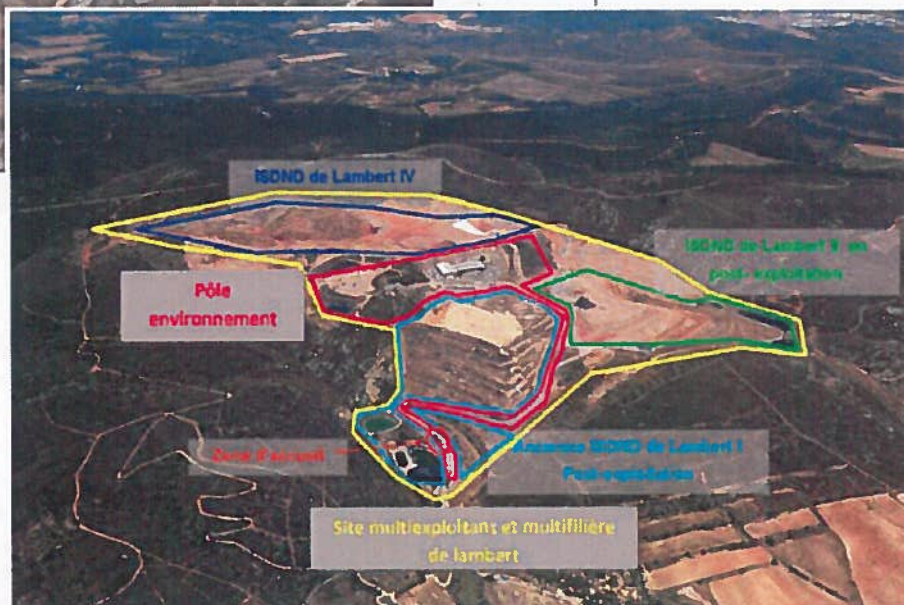 ISDND de Lambert IV
ISDND de Lambert II en
post-exploitation
Pôle
environnement
Zone d'accueil
Anciennes ISDND de Lambert I
Post-exploitation
Site multiexploitant et multifilière
de lambert